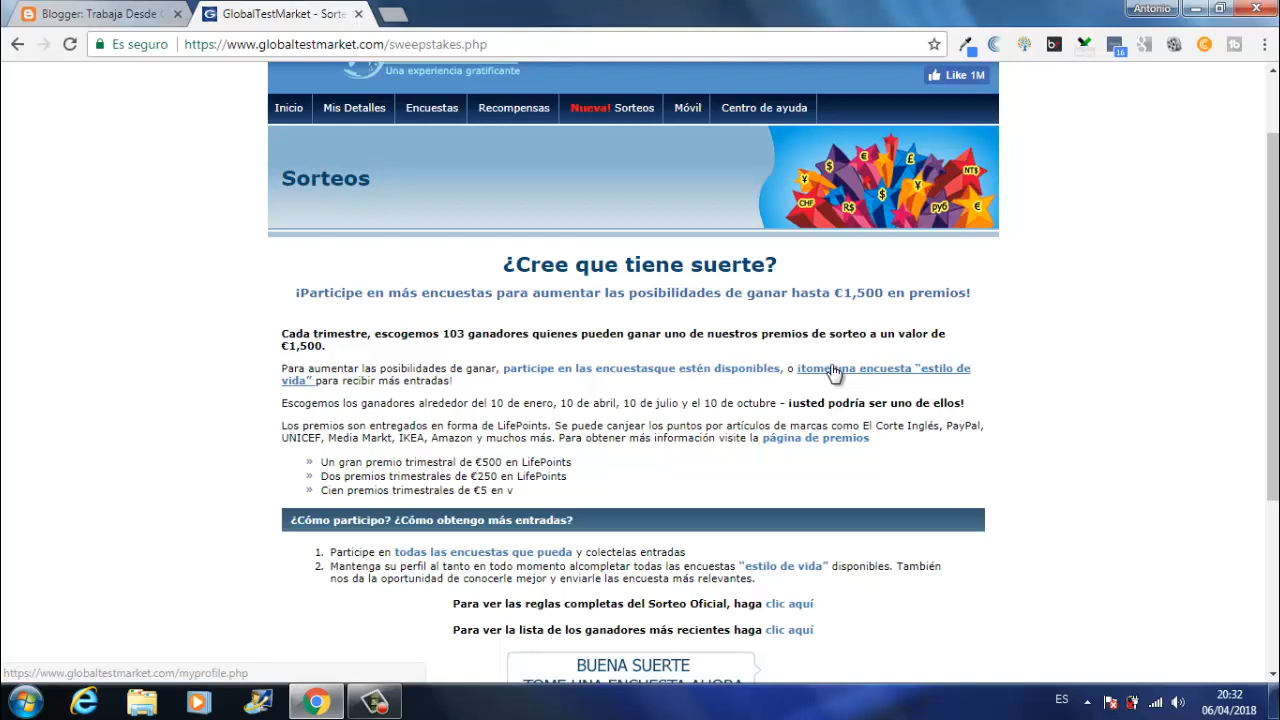 Blogger: Trabaja Desde C
GlobalTestMarket - Sorte
Antonio
Es seguro
https://www.globaltestmarket.com/sweepstakes.php
16
Una experiencia gratificante
Like 1M
Inicio
Mis Detalles
Encuestas
Recompensas
Nueva! Sorteos
Móvil
Centro de ayuda
Sorteos
¿Cree que tiene suerte?
¡Participe en más encuestas para aumentar las posibilidades de ganar hasta €1,500 en premios!
Cada trimestre, escogemos 103 ganadores quienes pueden ganar uno de nuestros premios de sorteo a un valor de
€1,500.
Para aumentar las posibilidades de ganar, participe en las encuestasque estén disponibles, o ¡tome una encuesta "estilo de
vida" para recibir más entradas!
Escogemos los ganadores alrededor del 10 de enero, 10 de abril, 10 de julio y el 10 de octubre - ¡usted podría ser uno de ellos!
Los premios son entregados en forma de LifePoints. Se puede canjear los puntos por artículos de marcas como El Corte Inglés, PayPal,
UNICEF, Media Markt, IKEA, Amazon y muchos más. Para obtener más información visite la página de premios
» Un gran premio trimestral de €500 en LifePoints
» Dos premios trimestrales de €250 en LifePoints
» Cien premios trimestrales de €5 en v
¿Cómo participo? ¿Cómo obtengo más entradas?
1. Participe en todas las encuestas que pueda y colectelas entradas
2. Mantenga su perfil al tanto en todo momento alcompletar todas las encuestas "estilo de vida" disponibles. También
nos da la oportunidad de conocerle mejor y enviarle las encuesta más relevantes.
Para ver las reglas completas del Sorteo Oficial, haga clic aquí
Para ver la lista de los ganadores más recientes haga clic aquí
BUENA SUERTE
TOME UNA ENCUESTA AHORA
https://www.globaltestmarket.com/myprofile.php
ES
20:32
06/04/2018